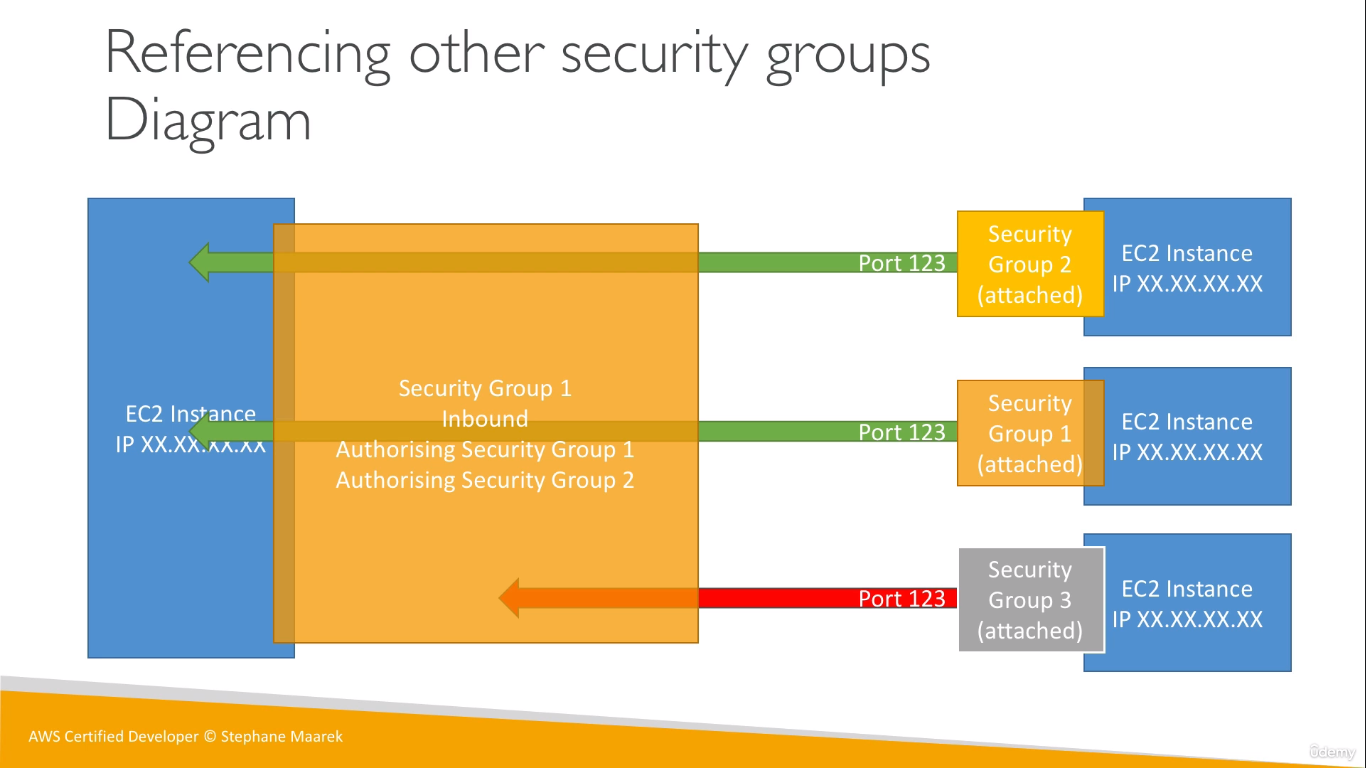 Referencing other security groups
Diagram
EC2 Instance
IP XX.XX.XX.XX
Security Group 1
Inbound
Authorising Security Group 1
Authorising Security Group 2
Port 123
Security
Group 2
(attached)
EC2 Instance
IP XX.XX.XX.XX
Port 123
Security
Group 1
(attached)
EC2 Instance
IP XX.XX.XX.XX
Port 123
Security
Group 3
(attached)
EC2 Instance
IP XX.XX.XX.XX
AWS Certified Developer © Stephane Maarek
ûdemy